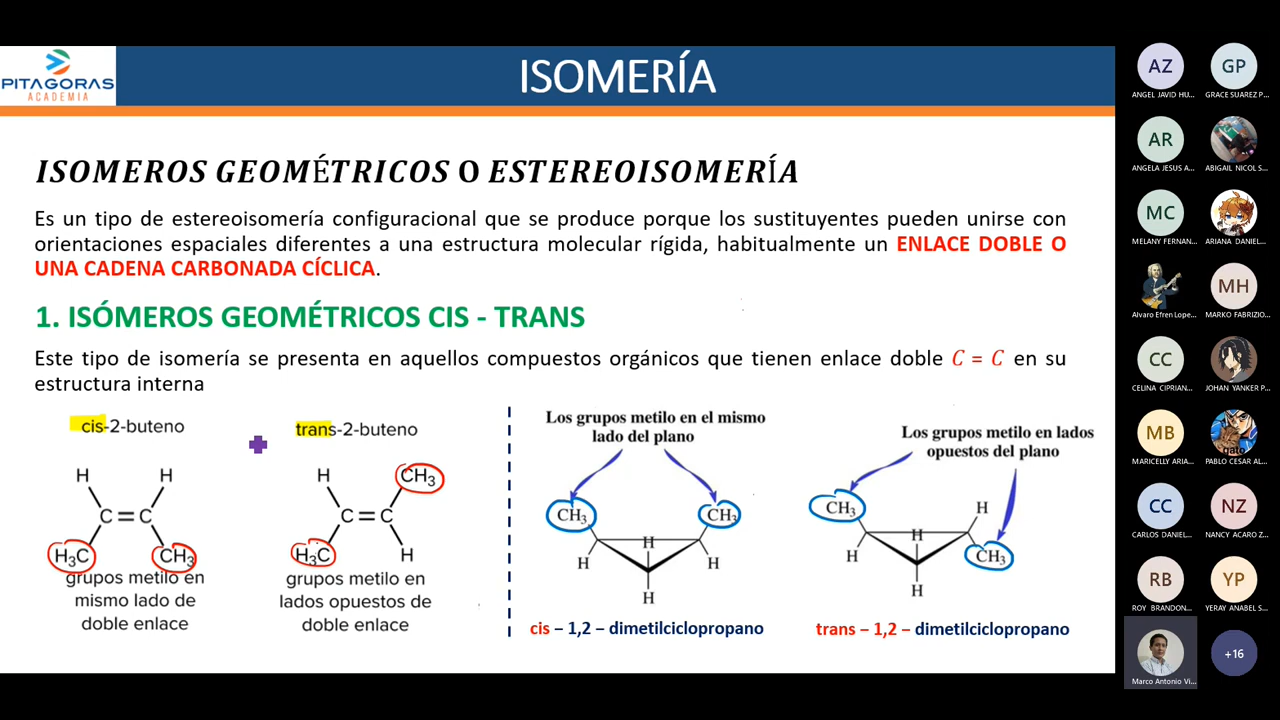 PITAGORAS
ACADEMIA
ISOMERÍA
ISOMEROS GEOMÉTRICOS O ESTEREOISOMERÍA
Es un tipo de estereoisomería configuracional que se produce porque los sustituyentes pueden unirse con
orientaciones espaciales diferentes a una estructura molecular rígida, habitualmente un ENLACE DOBLE O
UNA CADENA CARBONADA CÍCLICA.
1. ISÓMEROS GEOMÉTRICOS CIS - TRANS
Este tipo de isomería se presenta en aquellos compuestos orgánicos que tienen enlace doble C = C en su
estructura interna
cis-2-buteno
H H
C=C
H₃C CH₃
grupos metilo en
mismo lado de
doble enlace
trans-2-buteno
H CH₃
C=C
H₃C H
grupos metilo en
lados opuestos de
doble enlace
Los grupos metilo en el mismo
lado del plano
CH₃ CH₃
H H H
H
cis – 1,2 – dimetilciclopropano
Los grupos metilo en lados
opuestos del plano
CH₃ H
H H CH₃
H
trans – 1,2 – dimetilciclopropano
AZ GP
ANGEL JAVID HU... GRACE SUAREZ P...
AR
ANGELA JESUS A... ABIGAIL NICOL S...
MC
MELANY FERNAN... ARIANA DANIEL...
MH
Alvaro Efren Lope... MARKO FABRIZIO...
CC
CELINA CIPRIAN... JOHAN YANKER P...
MB
gato
MARICELLY ARIA... PABLO CESAR AL...
CC NZ
CARLOS DANIEL... NANCY ACARO Z...
RB YP
ROY BRANDON... YERAY ANABEL S...
+16
Marco Antonio Vi...